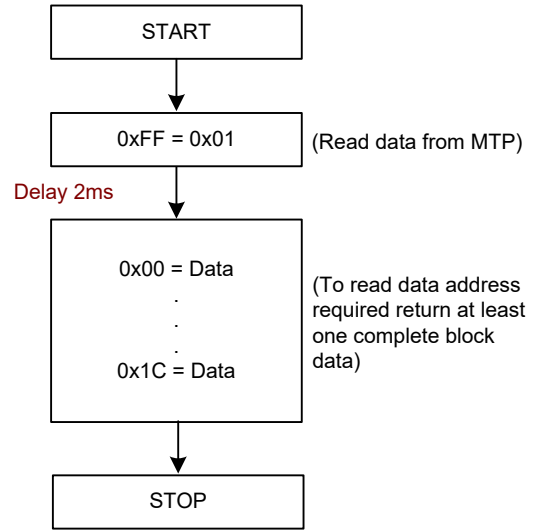 START
0xFF = 0x01
(Read data from MTP)
Delay 2ms
0x00 = Data
.
.
.
0x1C = Data
(To read data address
required return at least
one complete block
data)
STOP